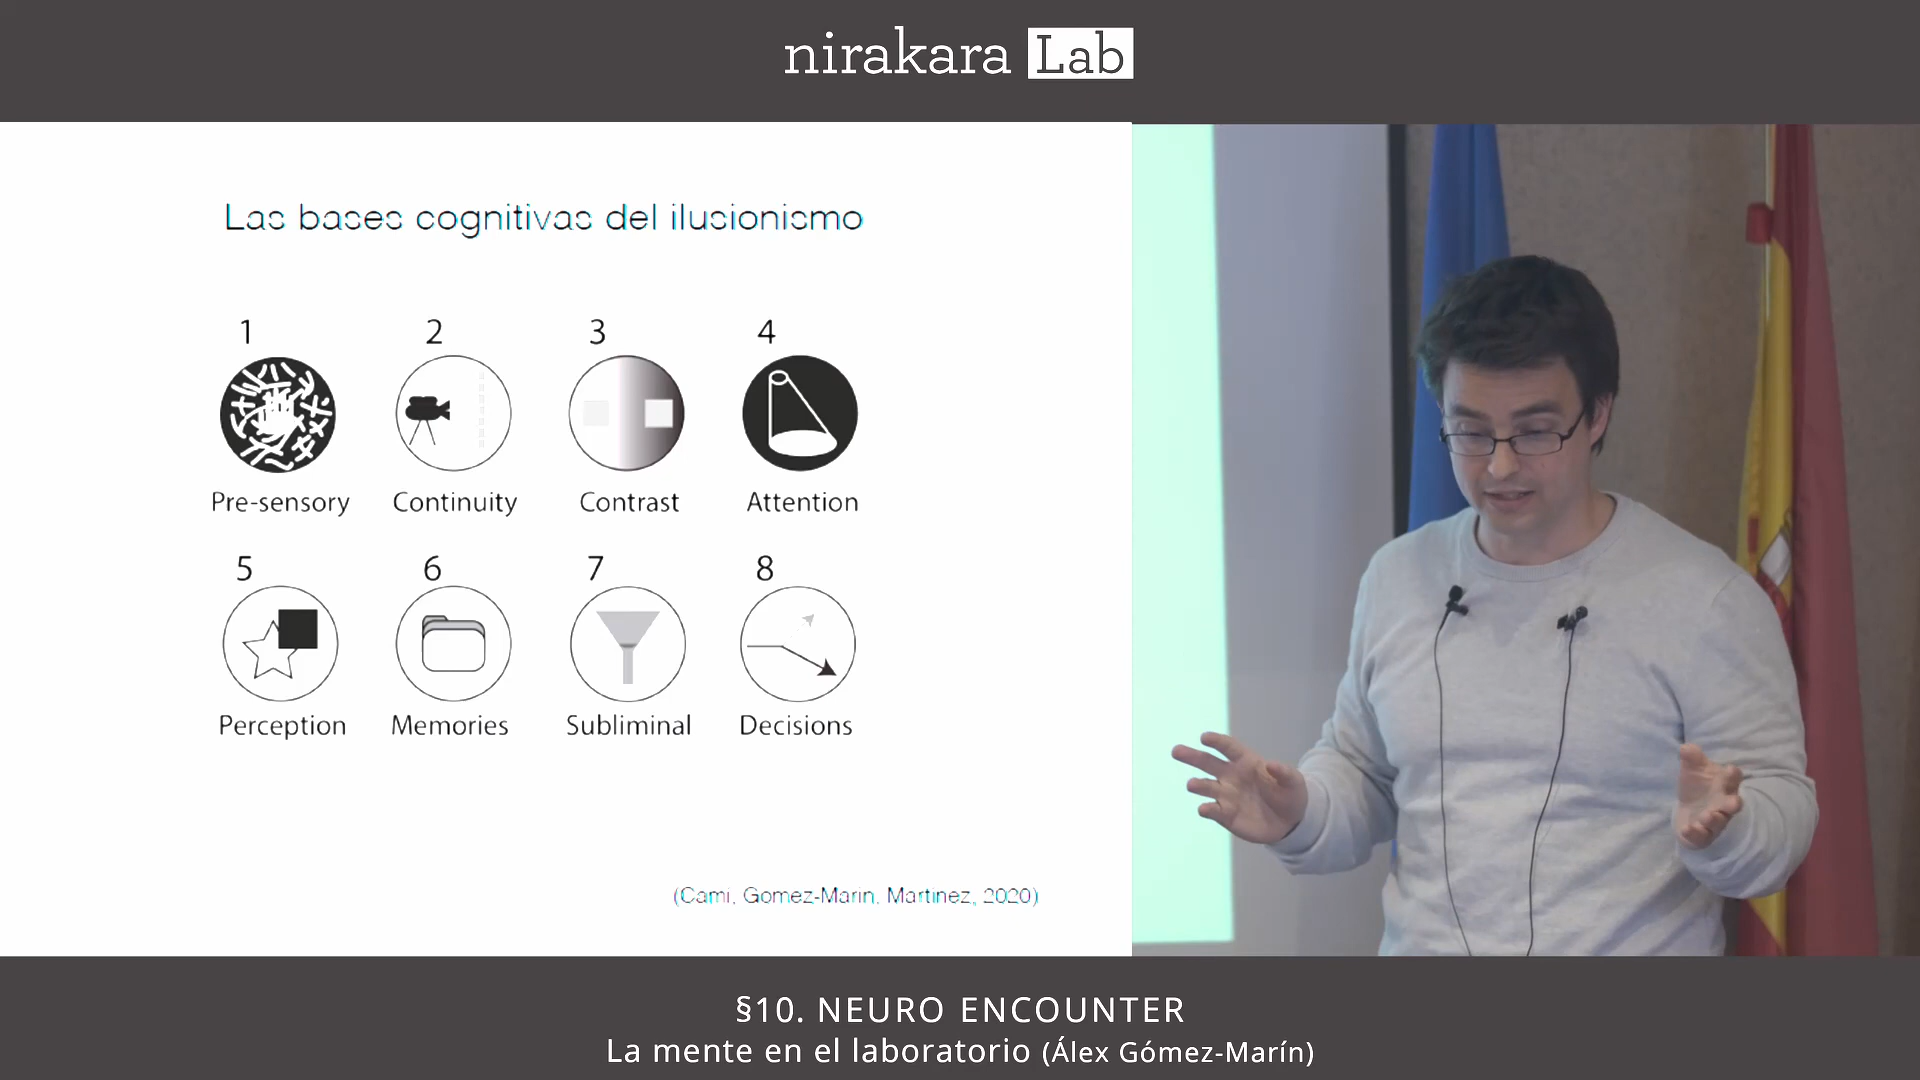 nirakara Lab
Las bases cognitivas del ilusionismo
1 2 3 4
Pre-sensory Continuity Contrast Attention
5 6 7 8
Perception Memories Subliminal Decisions
(Cami, Gomez-Marin, Martinez, 2020)
§10. NEURO ENCOUNTER
La mente en el laboratorio (Álex Gómez-Marín)